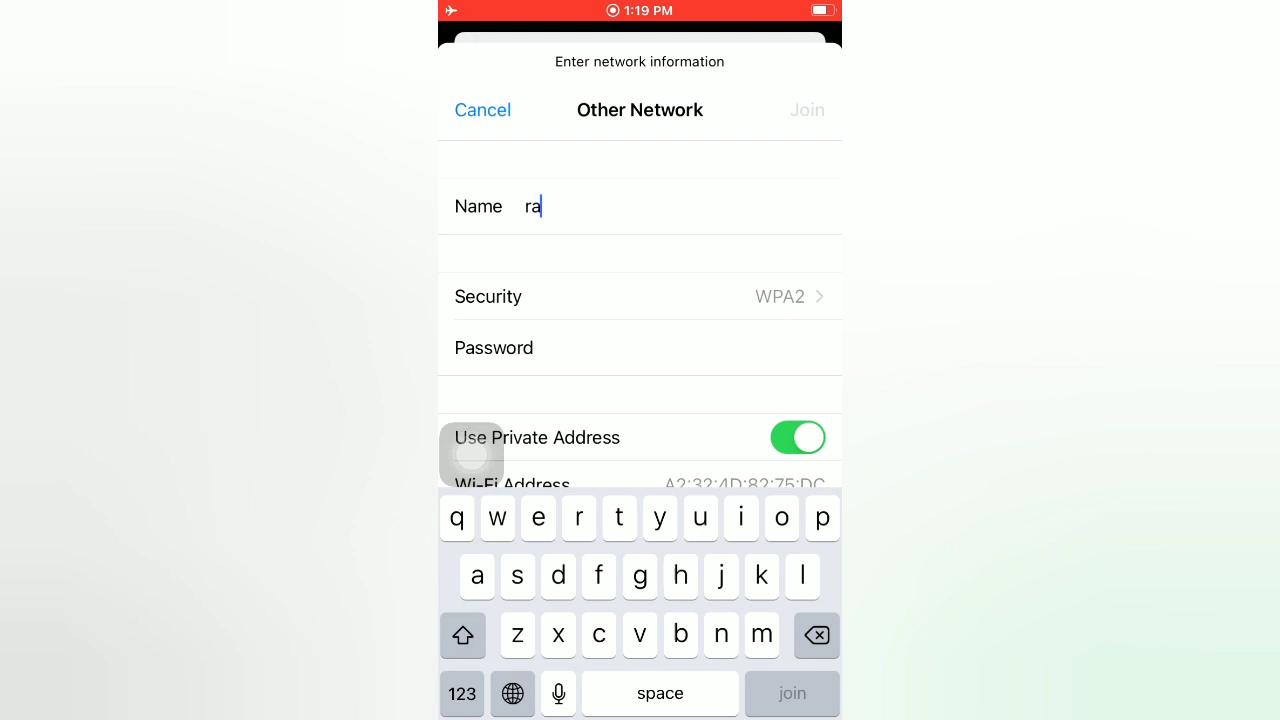 1:19 PM
Enter network information
Cancel Other Network Join
Name ra
Security WPA2
Password
Use Private Address
Wi-Fi Address A2:32:4D:82:75:DC
q w e r t y u i o p
a s d f g h j k l
z x c v b n m
123 space join